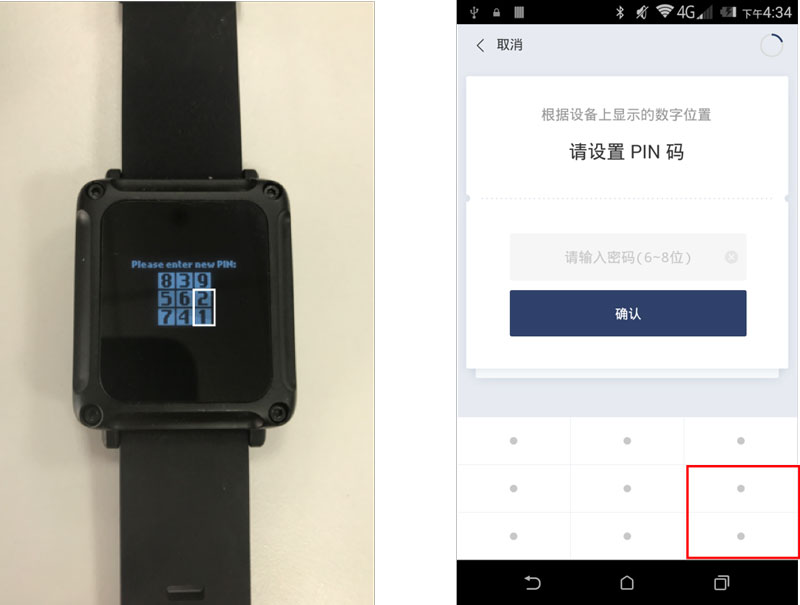 Please enter new PIN:
8 3 9
5 6 2
7 4 1
4G 下午4:34
取消
根据设备上显示的数字位置
请设置 PIN 码
请输入密码(6~8位)
确认